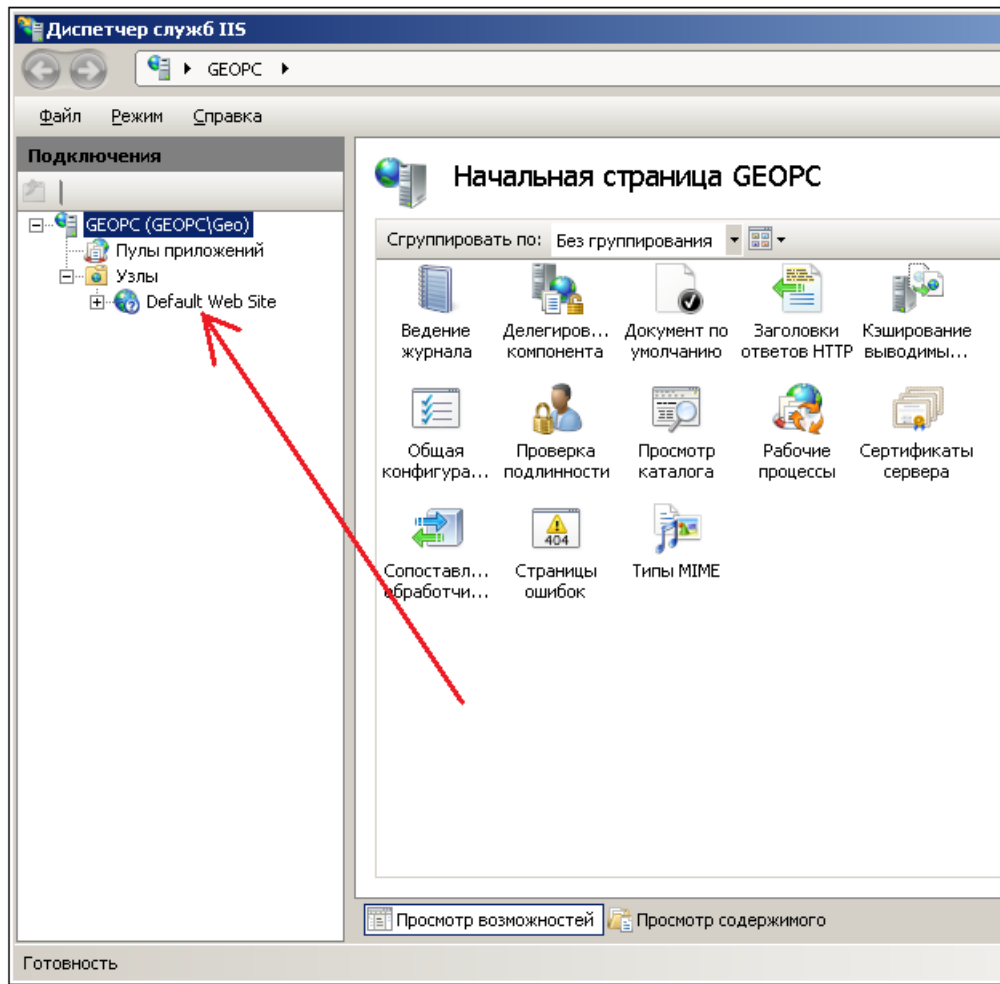 Диспетчер служб IIS
GEOPC
Файл Режим Справка
Подключения
GEOPC (GEOPC\Geo)
Пулы приложений
Узлы
Default Web Site
Начальная страница GEOPC
Сгруппировать по: Без группирования
Ведение журнала
Делегиров... компонента
Документ по умолчанию
Заголовки ответов HTTP
Кэширование выводимы...
Общая конфигура...
Проверка подлинности
Просмотр каталога
Рабочие процессы
Сертификаты сервера
Сопоставл... обработчи...
404
Страницы ошибок
Типы MIME
Просмотр возможностей Просмотр содержимого
Готовность